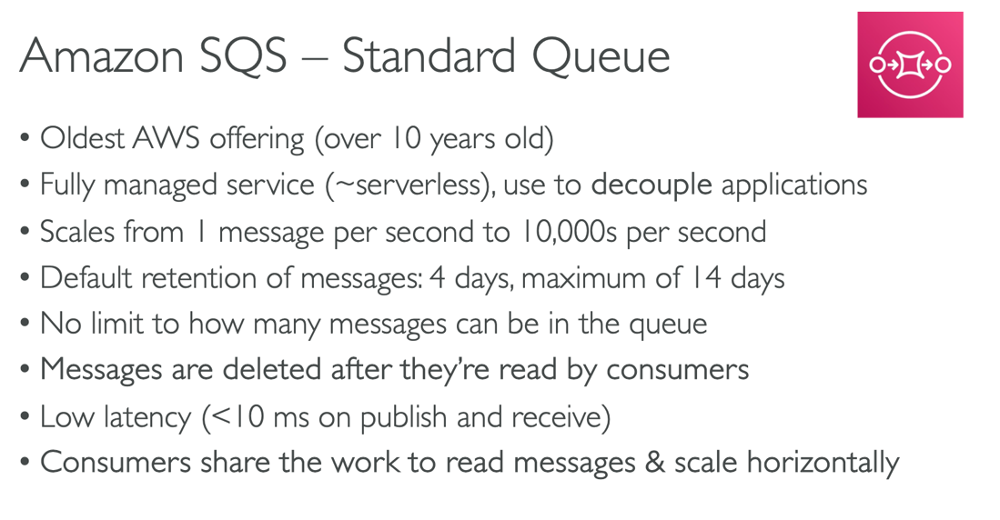 Amazon SQS – Standard Queue
• Oldest AWS offering (over 10 years old)
• Fully managed service (~serverless), use to decouple applications
• Scales from 1 message per second to 10,000s per second
• Default retention of messages: 4 days, maximum of 14 days
• No limit to how many messages can be in the queue
• Messages are deleted after they’re read by consumers
• Low latency (<10 ms on publish and receive)
• Consumers share the work to read messages & scale horizontally